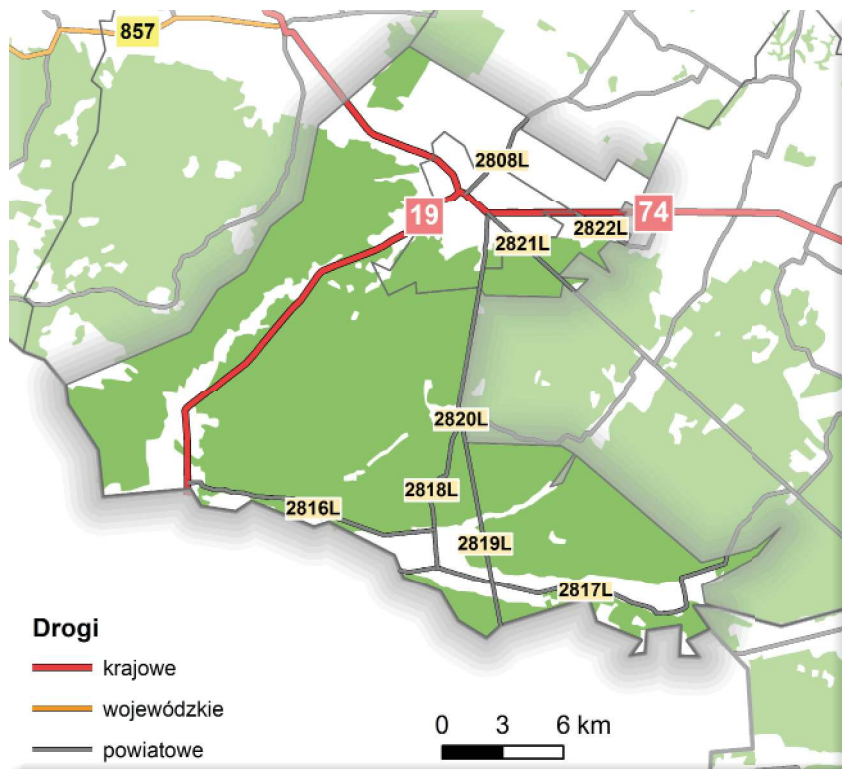 857
2808L
19
74
2822L
2821L
2820L
2818L
2816L
2819L
2817L
Drogi
krajowe
wojewódzkie
powiatowe
0 3 6 km